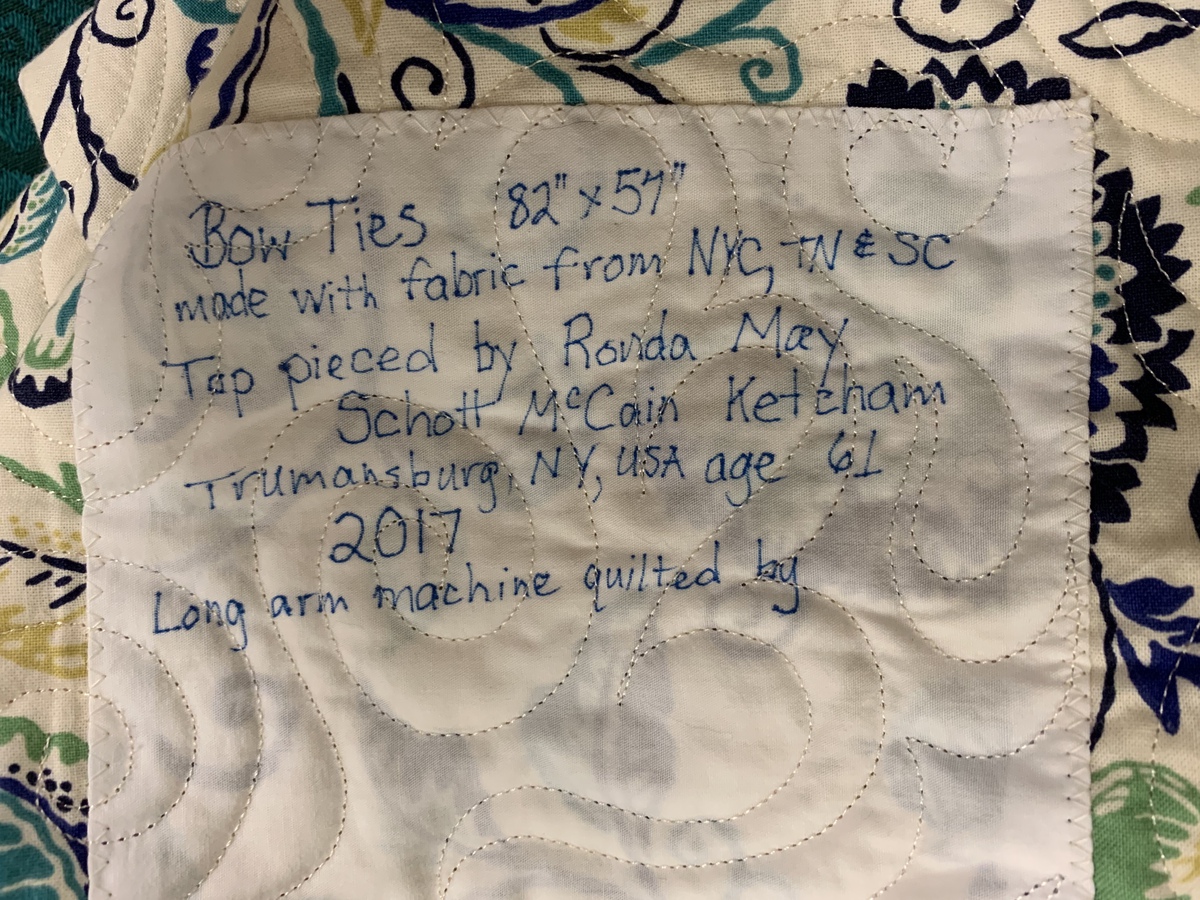 Bow Ties 82" x 57"
made with fabric from NYC, TN & SC
Top pieced by Ronda May
Schott McCain Ketcham
Trumansburg, NY, USA age 61
2017
Long arm machine quilted by